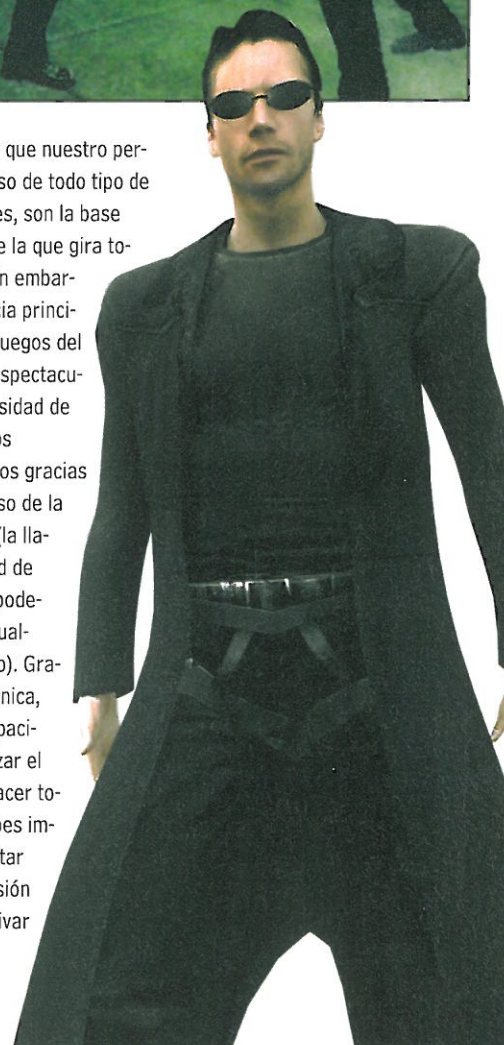 que nuestro per-
so de todo tipo de
es, son la base
e la que gira to-
n embar-
cia princi-
uegos del
spectacu-
sidad de
os
os gracias
so de la
(la lla-
d de
pode-
ual-
o). Gra-
nica,
paci-
zar el
acer to-
pes im-
tar
sión
ivar